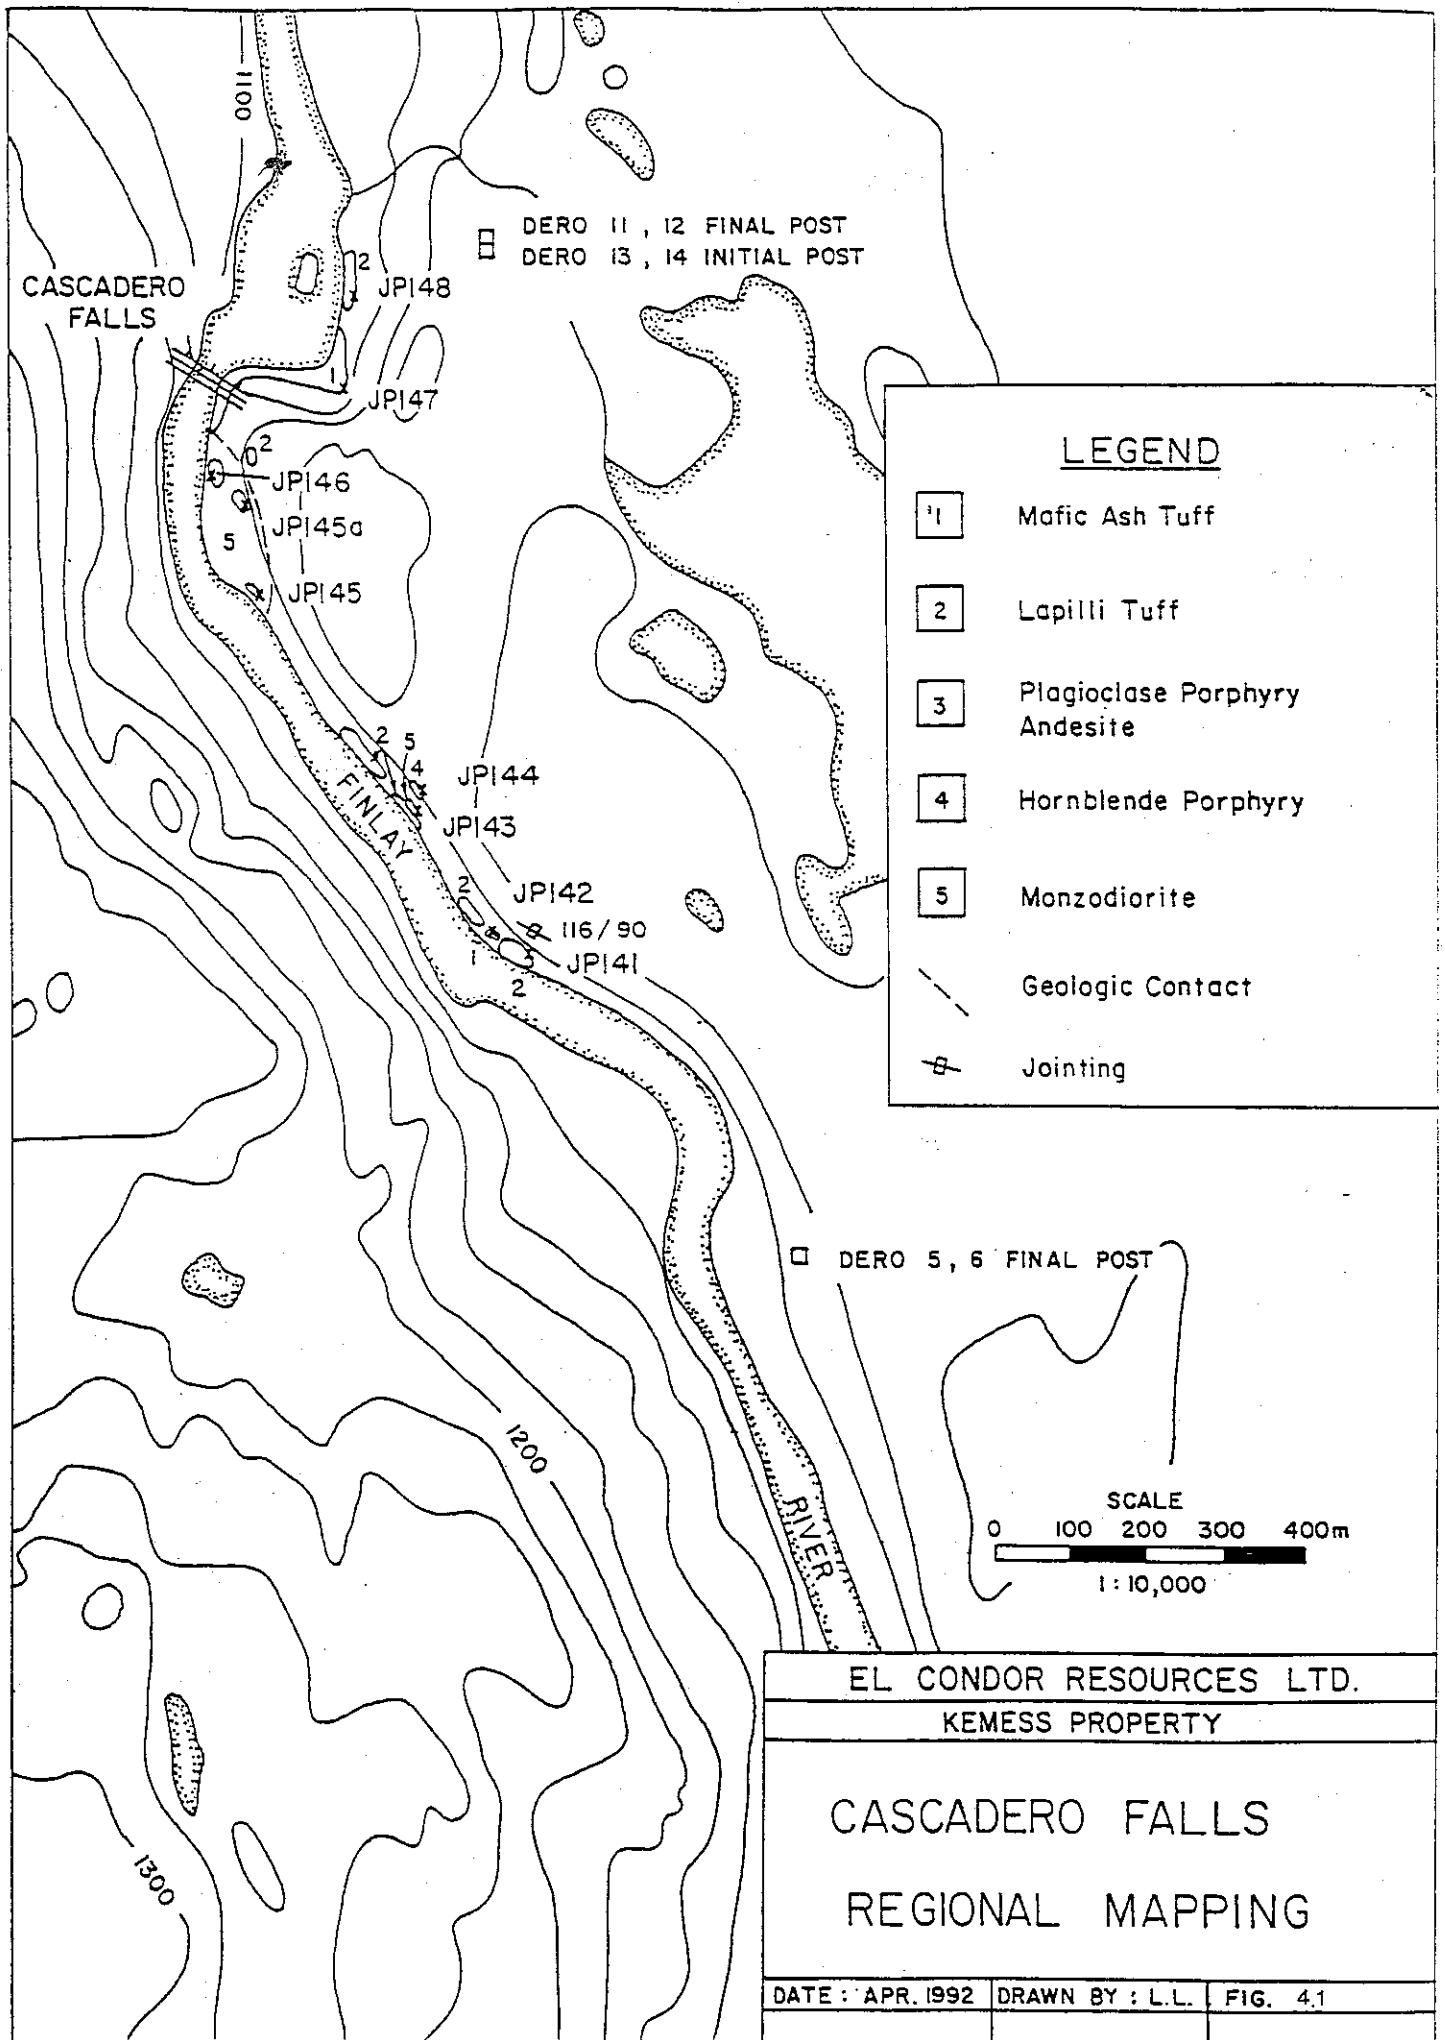 1100
DERO 11 , 12 FINAL POST
DERO 13 , 14 INITIAL POST
CASCADERO
FALLS
2
JP148
1
JP147
2
JP146
JP145a
5
JP145
2
5
4
JP144
JP143
FINLAY
2
JP142
116/90
1
3
JP141
2
LEGEND
1 Mafic Ash Tuff
2 Lapilli Tuff
3 Plagioclase Porphyry
Andesite
4 Hornblende Porphyry
5 Monzodiorite
Geologic Contact
Jointing
DERO 5, 6 FINAL POST
1200
RIVER
SCALE
0 100 200 300 400m
1:10,000
1300
EL CONDOR RESOURCES LTD.
KEMESS PROPERTY
CASCADERO FALLS
REGIONAL MAPPING
DATE : APR. 1992 DRAWN BY : L.L. FIG. 4.1